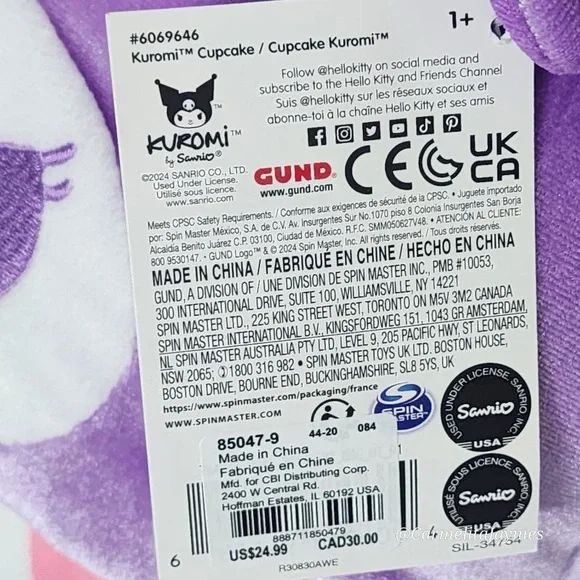 #6069646
1+
Kuromi™ Cupcake / Cupcake Kuromi™
Follow @hellokitty on social media and
subscribe to the Hello Kitty and Friends Channel
Suis @hellokitty sur les réseaux sociaux et
abonne-toi à la chaîne Hello Kitty et ses amis
KUROMI™
by Sanrio®
©2024 SANRIO CO., LTD.
Used Under License.
Utilisé sous licence.
www.sanrio.com
GUND®
www.gund.com
CE
UK
CA
Meets CPSC Safety Requirements. / Conforme aux exigences de sécurité de la CPSC. • Juguete importado
por: Spin Master México, S.A. de C.V. Av. Insurgentes Sur No.1070 piso 8 Colonia Insurgentes San Borja
Alcaldía Benito Juárez C.P. 03100, Ciudad de México. R.F.C. SMM050627V48. • ATENCIÓN AL CLIENTE:
800 9530147. • GUND Logo™ & © 2024 Spin Master, Inc. All rights reserved. / Tous droits réservés.
MADE IN CHINA / FABRIQUÉ EN CHINE / HECHO EN CHINA
GUND, A DIVISION OF / UNE DIVISION DE SPIN MASTER INC., PMB #10053,
300 INTERNATIONAL DRIVE, SUITE 100, WILLIAMSVILLE, NY 14221
SPIN MASTER LTD., 225 KING STREET WEST, TORONTO ON M5V 3M2 CANADA
SPIN MASTER INTERNATIONAL B.V., KINGSFORDWEG 151, 1043 GR AMSTERDAM,
NL SPIN MASTER AUSTRALIA PTY LTD, LEVEL 9, 205 PACIFIC HWY, ST LEONARDS,
NSW 2065; 1800 316 982 • SPIN MASTER TOYS UK LTD. BOSTON HOUSE,
BOSTON DRIVE, BOURNE END, BUCKINGHAMSHIRE, SL8 5YS, UK
https://www.spinmaster.com/packaging/france
WWW.SPINMASTER.COM
SPIN
MASTER
USED UNDER LICENSE SANRIO INC.
Sanrio
USA
UTILISÉ SOUS LICENCE SANRIO INC.
Sanrio
USA
85047-9
44-20
084
Made in China
Fabriqué en Chine
Mfd. for CBI Distributing Corp.
2400 W Central Rd.
Hoffman Estates, IL 60192 USA
888711850479
US$24.99
CAD30.00
R30830AWE
6
SIL-34754